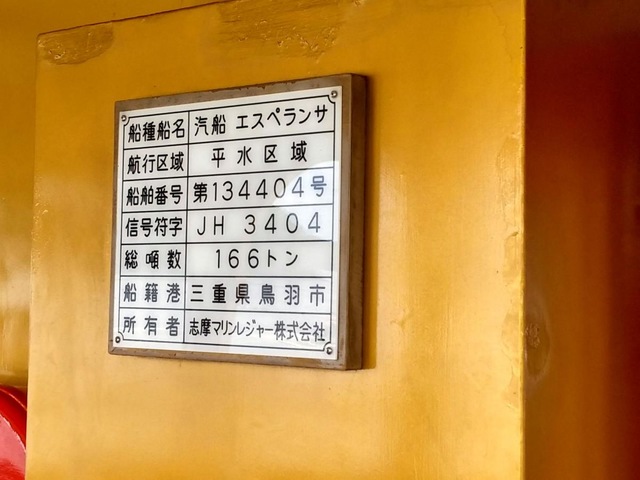 船種船名 汽船 エスペランサ
航行区域 平水区域
船舶番号 第134404号
信号符字 JH 3404
総噸数 166トン
船籍港 三重県鳥羽市
所有者 志摩マリンレジャー株式会社